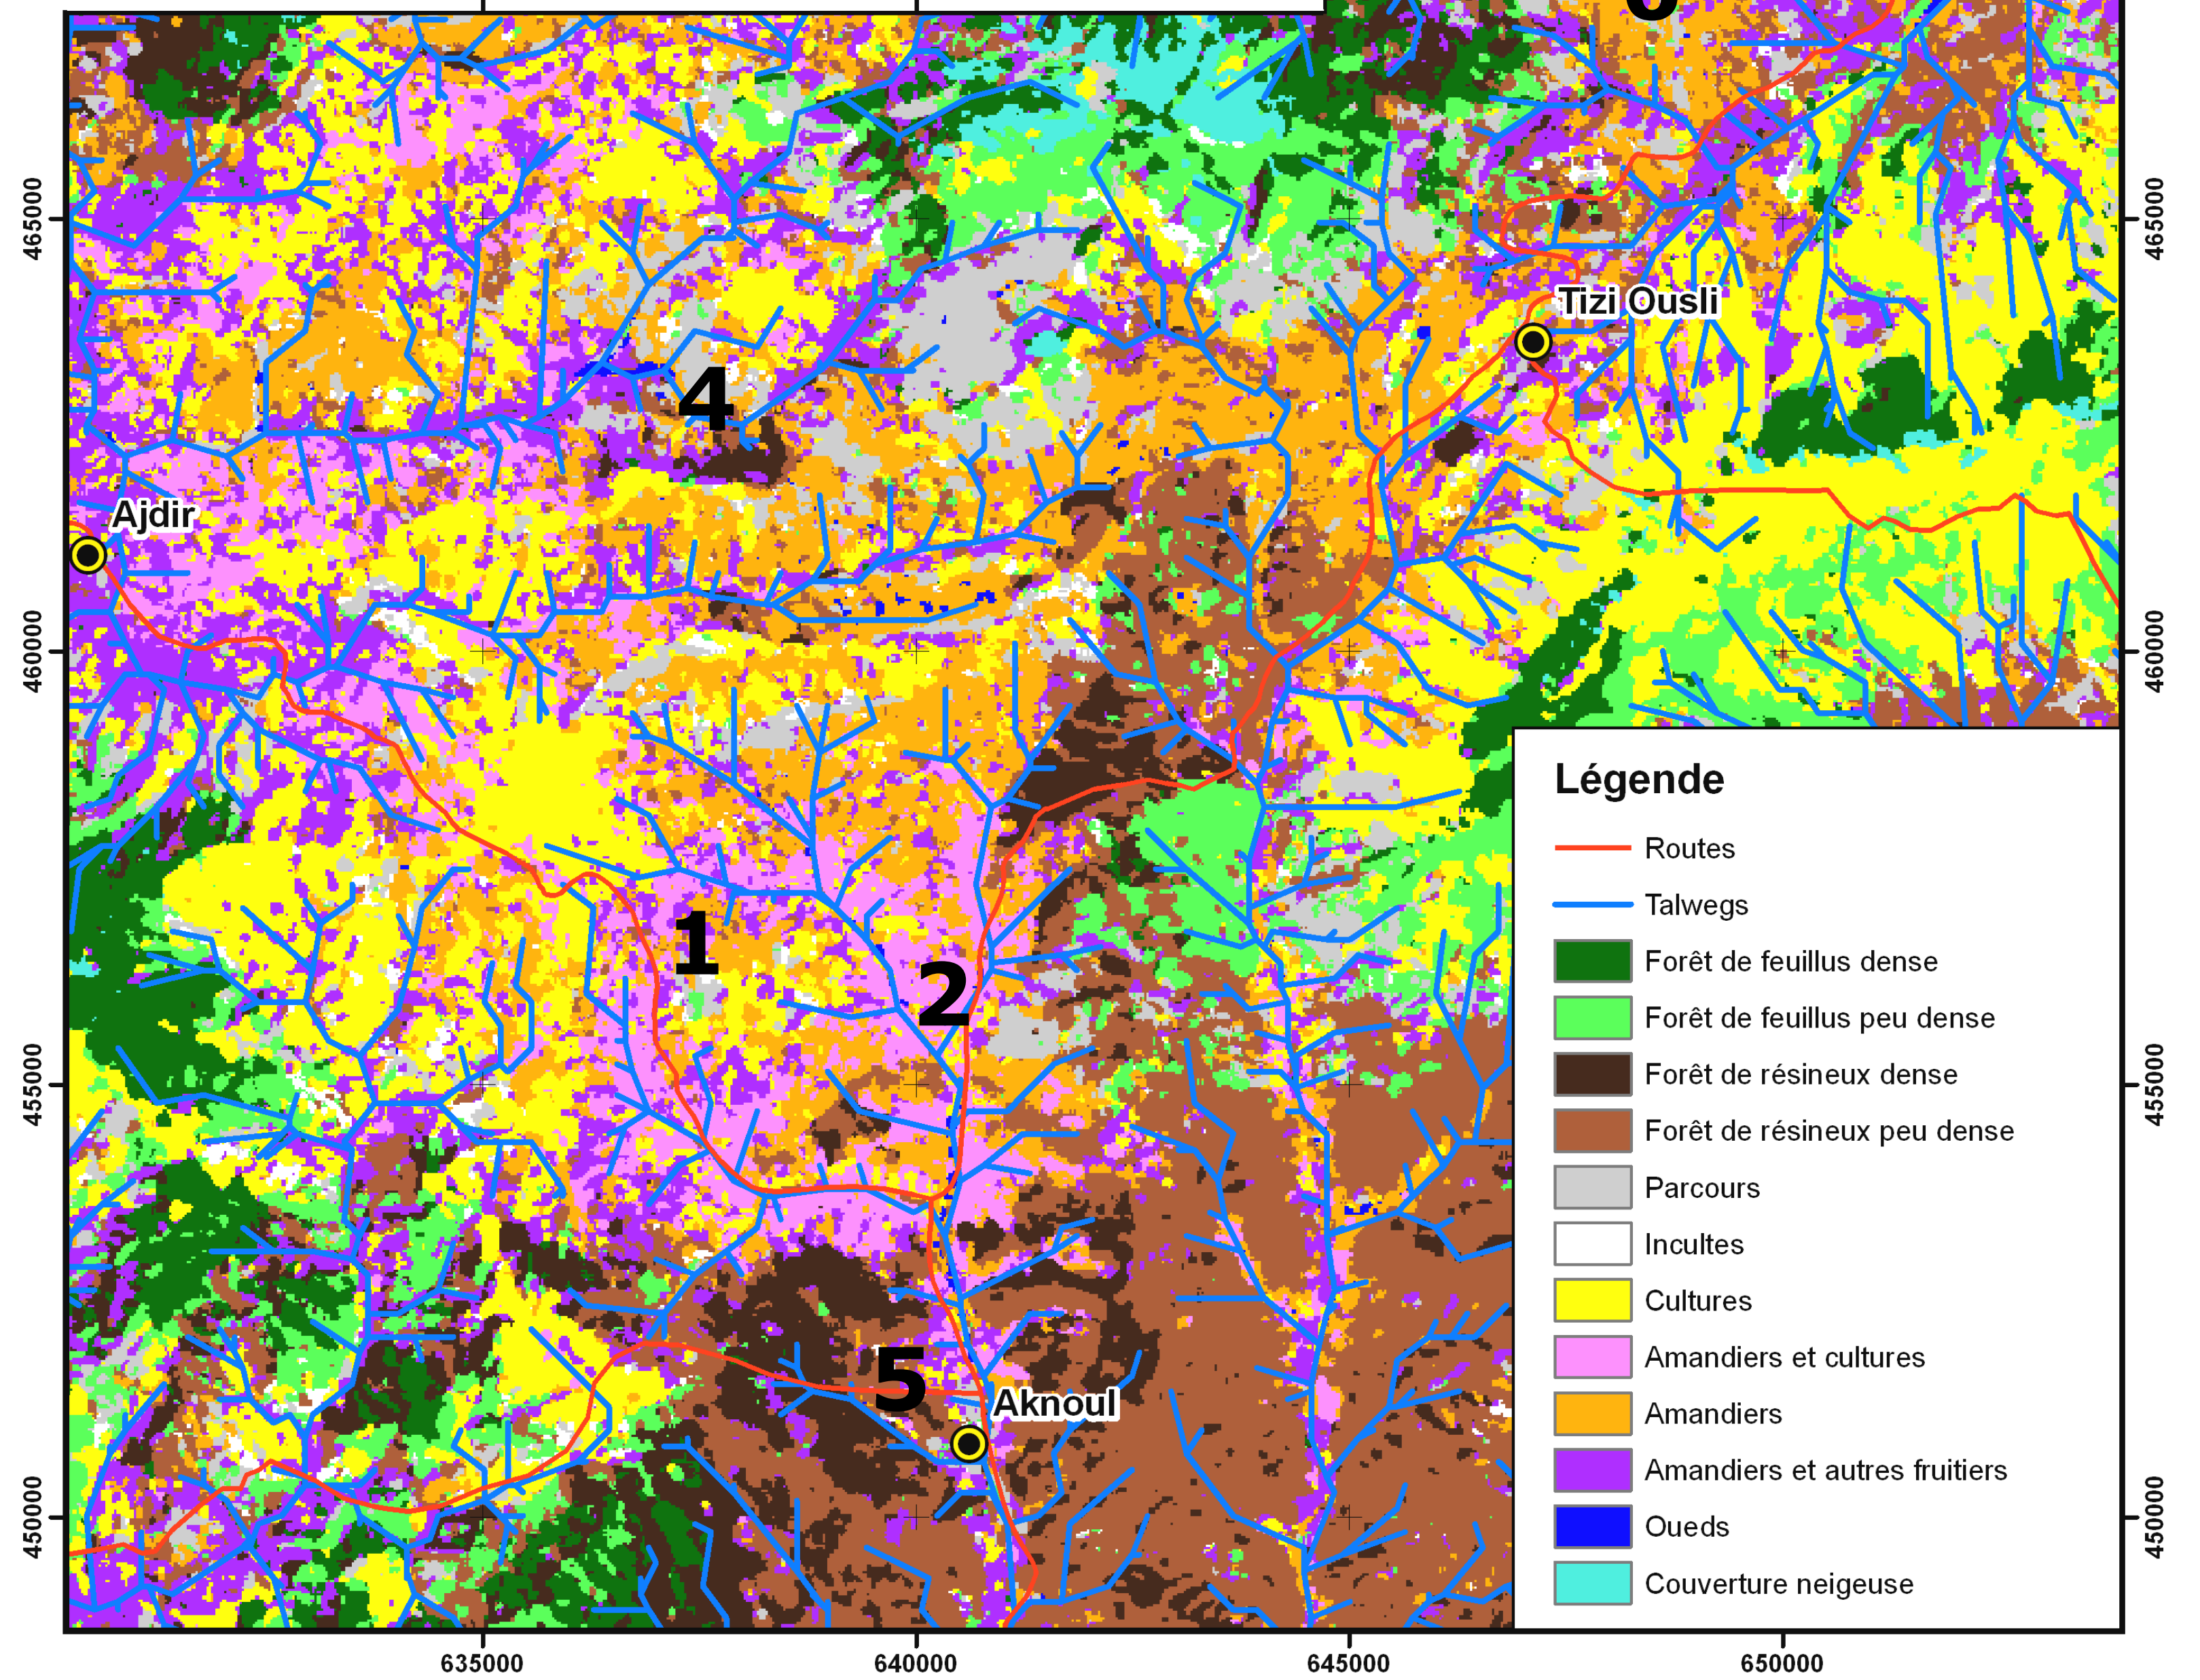 6
465000
465000
Tizi Ousli
4
Ajdir
460000
460000
Légende
Routes
Talwegs
1
2
Forêt de feuillus dense
Forêt de feuillus peu dense
455000
455000
Forêt de résineux dense
Forêt de résineux peu dense
Parcours
Incultes
Cultures
Amandiers et cultures
5
Aknoul
Amandiers
Amandiers et autres fruitiers
450000
450000
Oueds
Couverture neigeuse
635000
640000
645000
650000